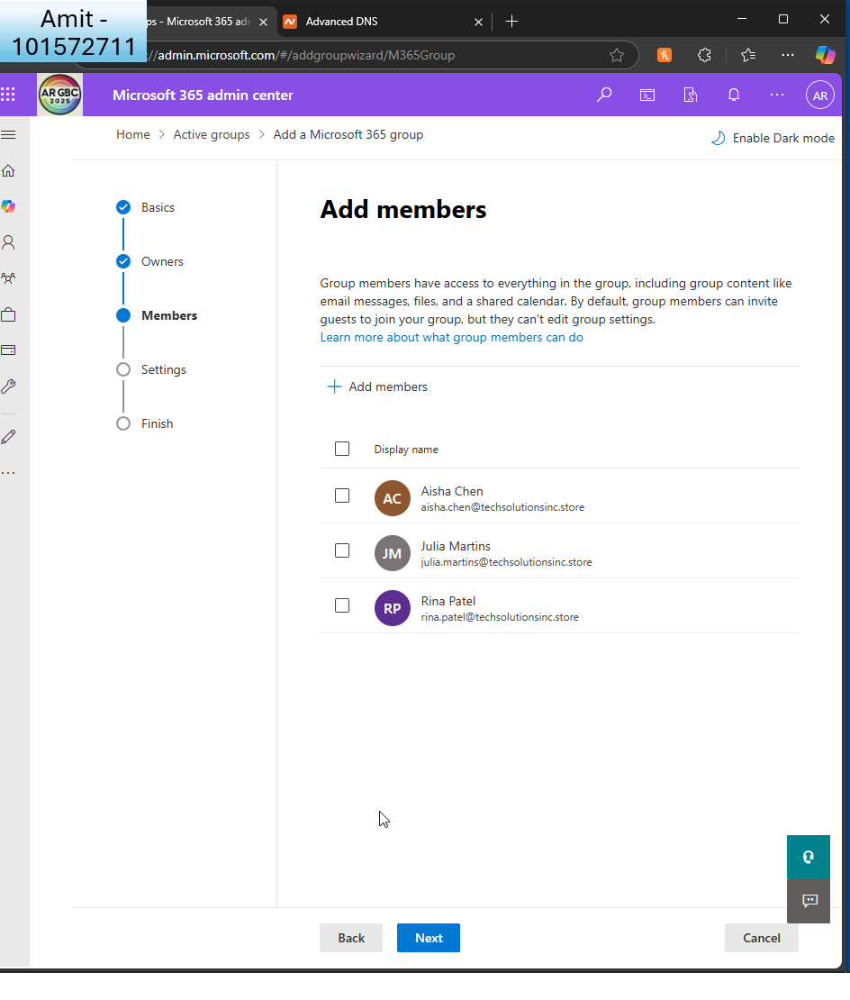 Amit -
101572711
ps - Microsoft 365 adr
Advanced DNS
://admin.microsoft.com/#/addgroupwizard/M365Group
AR GBC
2025
Microsoft 365 admin center
AR
Home > Active groups > Add a Microsoft 365 group
Enable Dark mode
Basics
Owners
Members
Settings
Finish
Add members
Group members have access to everything in the group, including group content like
email messages, files, and a shared calendar. By default, group members can invite
guests to join your group, but they can't edit group settings.
Learn more about what group members can do
Add members
Display name
AC
Aisha Chen
aisha.chen@techsolutionsinc.store
JM
Julia Martins
julia.martins@techsolutionsinc.store
RP
Rina Patel
rina.patel@techsolutionsinc.store
Back
Next
Cancel